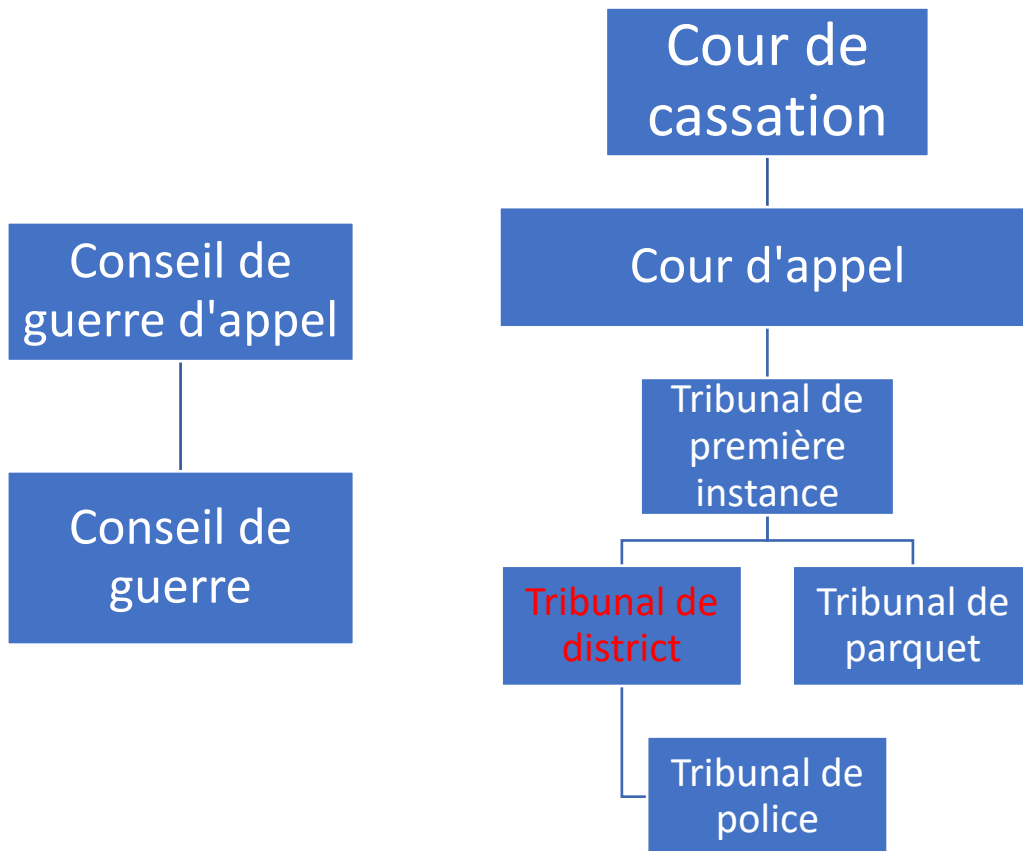 Cour de
cassation
Conseil de
guerre d'appel
Cour d'appel
Tribunal de
première
instance
Conseil de
guerre
Tribunal de
district
Tribunal de
parquet
Tribunal de
police